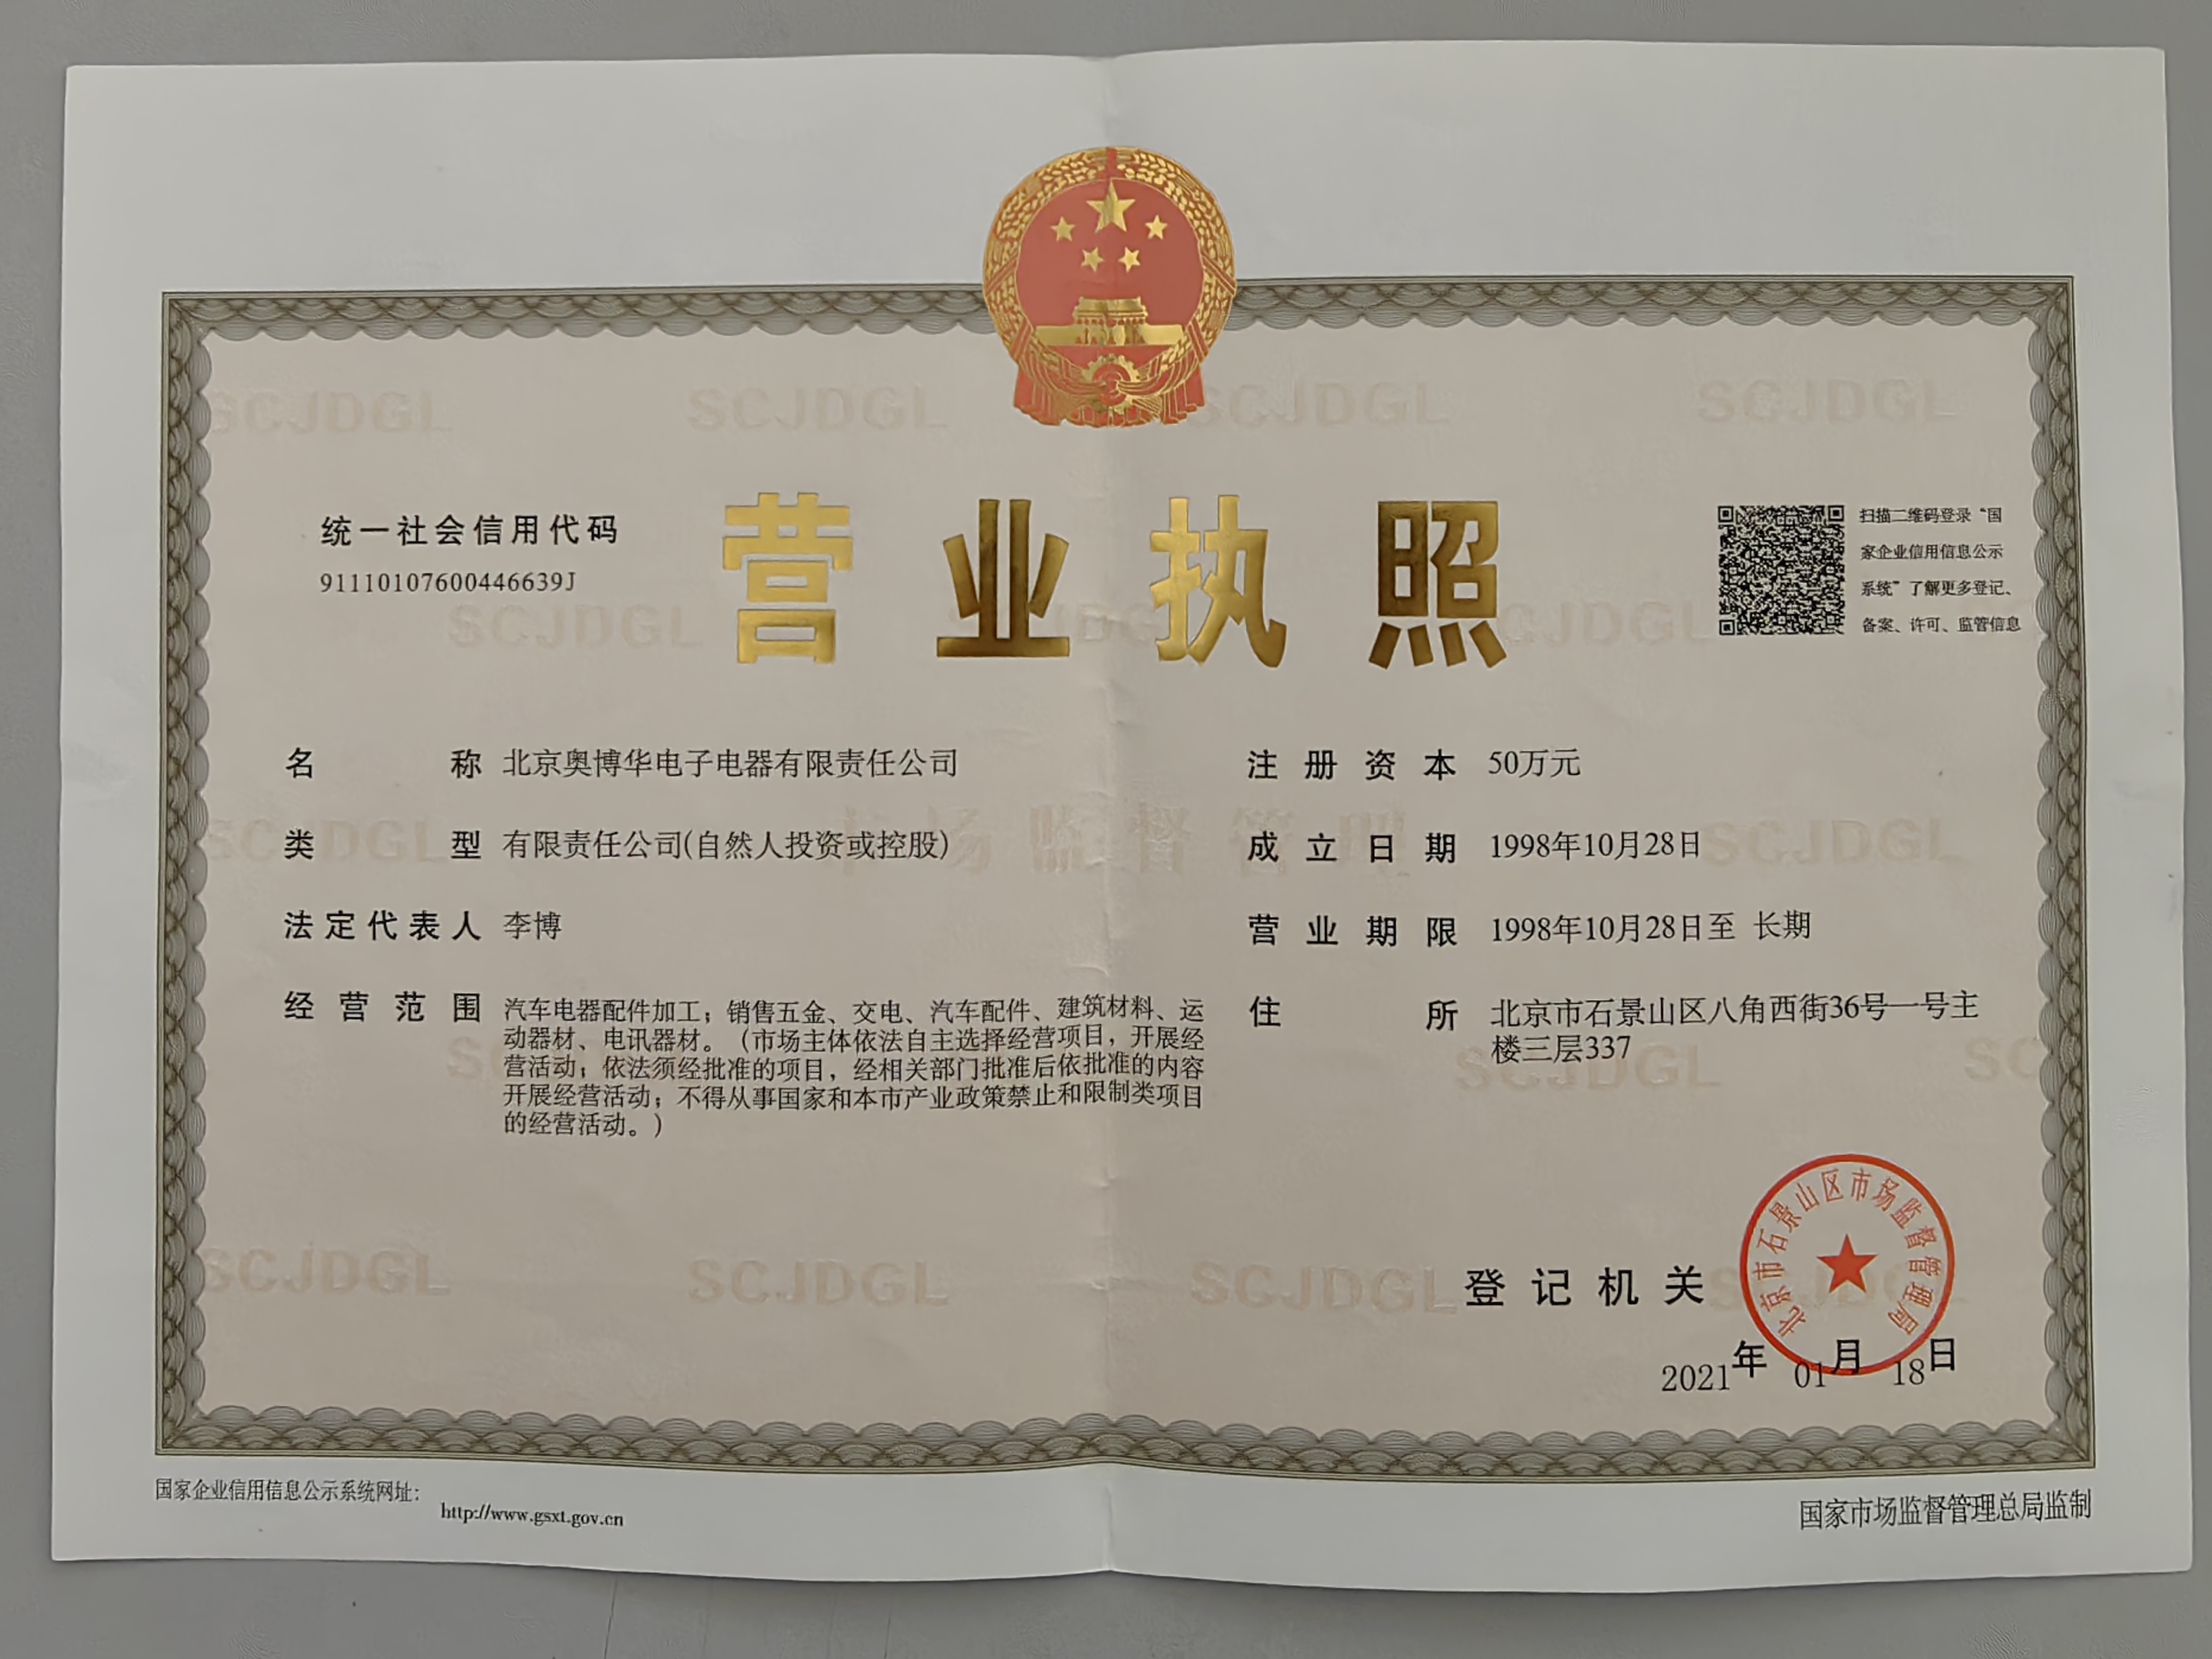 统一社会信用代码
91110107600446639J
营业执照
扫描二维码登录“国
家企业信用信息公示
系统”了解更多登记、
备案、许可、监管信息
名称 北京奥博华电子电器有限责任公司
类型 有限责任公司(自然人投资或控股)
法定代表人 李博
经营范围 汽车电器配件加工；销售五金、交电、汽车配件、建筑材料、运
动器材、电讯器材。（市场主体依法自主选择经营项目，开展经
营活动；依法须经批准的项目，经相关部门批准后依批准的内容
开展经营活动；不得从事国家和本市产业政策禁止和限制类项目
的经营活动。）
注册资本 50万元
成立日期 1998年10月28日
营业期限 1998年10月28日至 长期
住所 北京市石景山区八角西街36号一号主
楼三层337
登记机关
北京市石景山区市场监督管理局
2021年01月18日
国家企业信用信息公示系统网址：
http://www.gsxt.gov.cn
国家市场监督管理总局监制
SCJDGL
市场监督管理